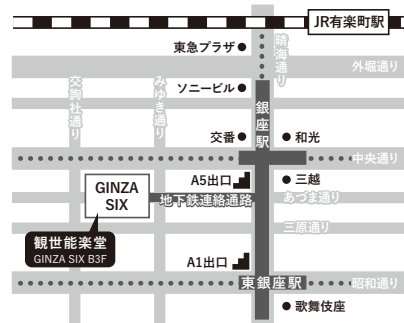 JR有楽町駅
東急プラザ
晴海通り
外堀通り
交詢社通り
みゆき通り
ソニービル
銀座駅
交番
和光
中央通り
GINZA
SIX
A5出口
三越
地下鉄連絡通路
あづま通り
三原通り
観世能楽堂
GINZA SIX B3F
A1出口
東銀座駅
昭和通り
歌舞伎座